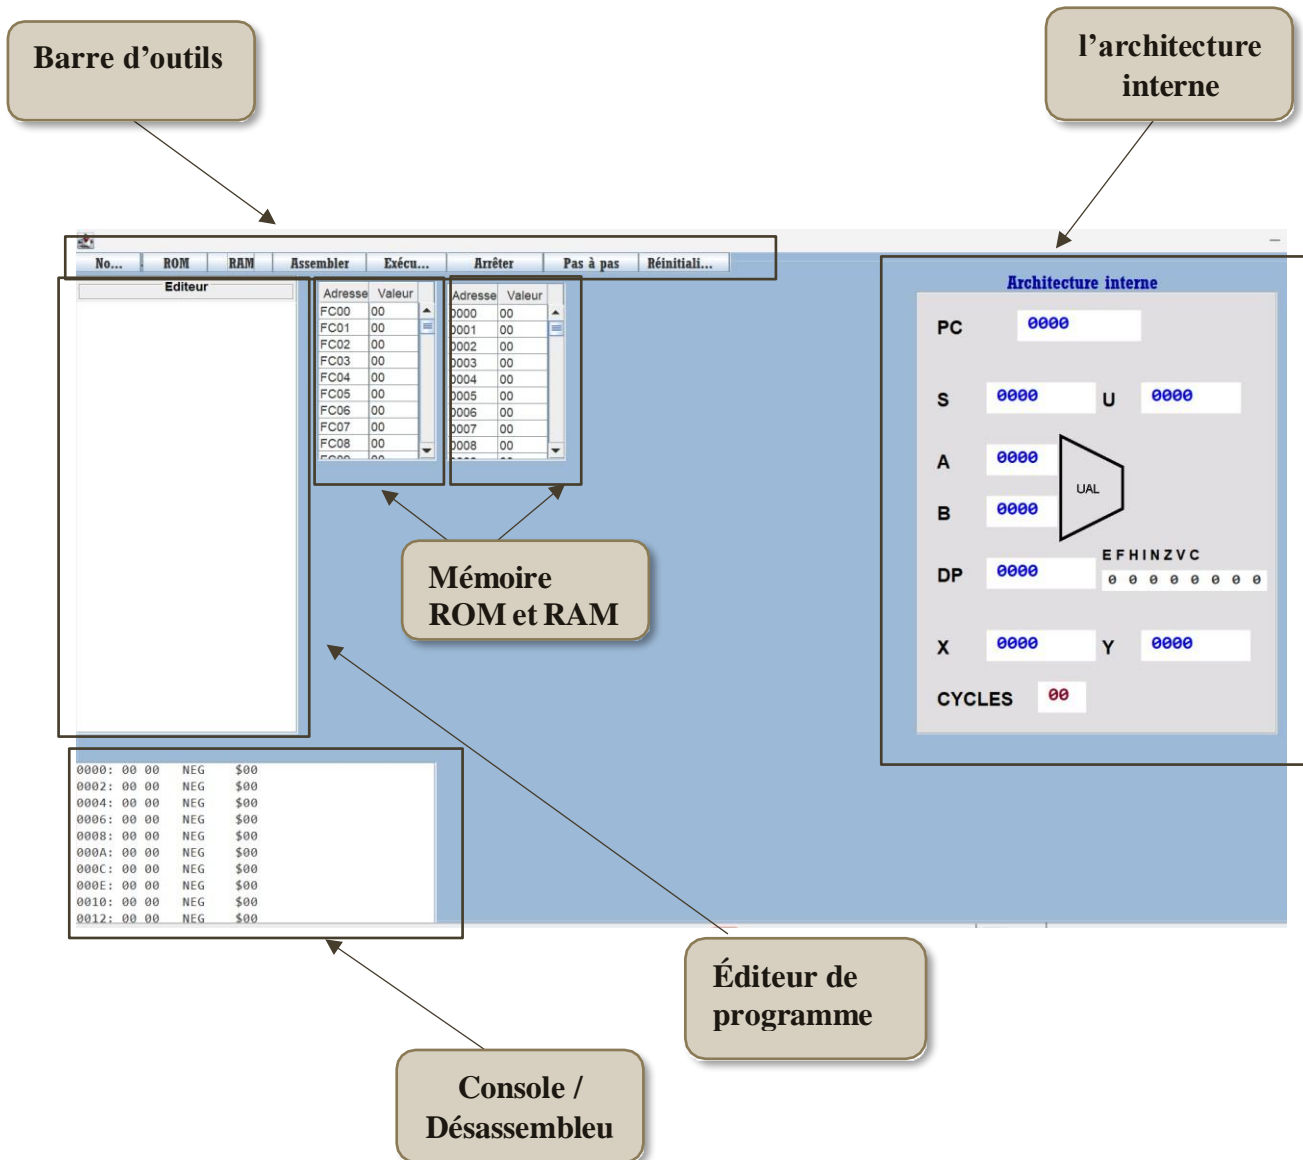 Barre d’outils
l’architecture
interne
No... ROM RAM Assembler Exécu... Arrêter Pas à pas Réinitiali...
Editeur
Adresse Valeur
FC00 00
FC01 00
FC02 00
FC03 00
FC04 00
FC05 00
FC06 00
FC07 00
FC08 00
Adresse Valeur
0000 00
0001 00
0002 00
0003 00
0004 00
0005 00
0006 00
0007 00
0008 00
Architecture interne
PC 0000
S 0000 U 0000
A 0000
UAL
B 0000
E F H I N Z V C
DP 0000 0 0 0 0 0 0 0 0
X 0000 Y 0000
CYCLES 00
Mémoire
ROM et RAM
0000: 00 00 NEG $00
0002: 00 00 NEG $00
0004: 00 00 NEG $00
0006: 00 00 NEG $00
0008: 00 00 NEG $00
000A: 00 00 NEG $00
000C: 00 00 NEG $00
000E: 00 00 NEG $00
0010: 00 00 NEG $00
0012: 00 00 NEG $00
Éditeur de
programme
Console /
Désassembleu